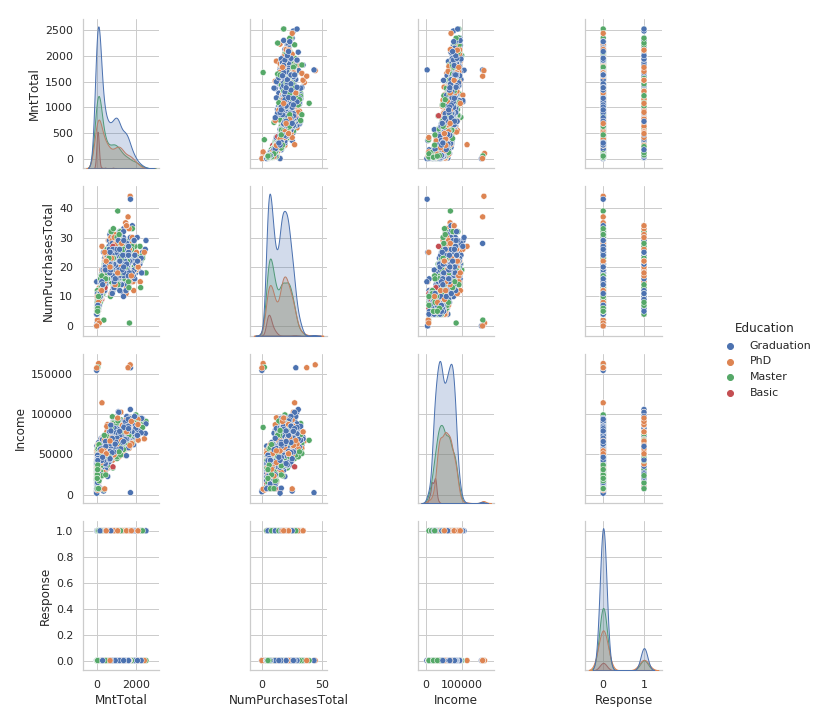 MntTotal
2500
2000
1500
1000
500
0
NumPurchasesTotal
40
30
20
10
0
Income
150000
100000
50000
0
Response
1.0
0.8
0.6
0.4
0.2
0.0
0 2000
MntTotal
0 50
NumPurchasesTotal
0 100000
Income
0 1
Response
Education
Graduation
PhD
Master
Basic